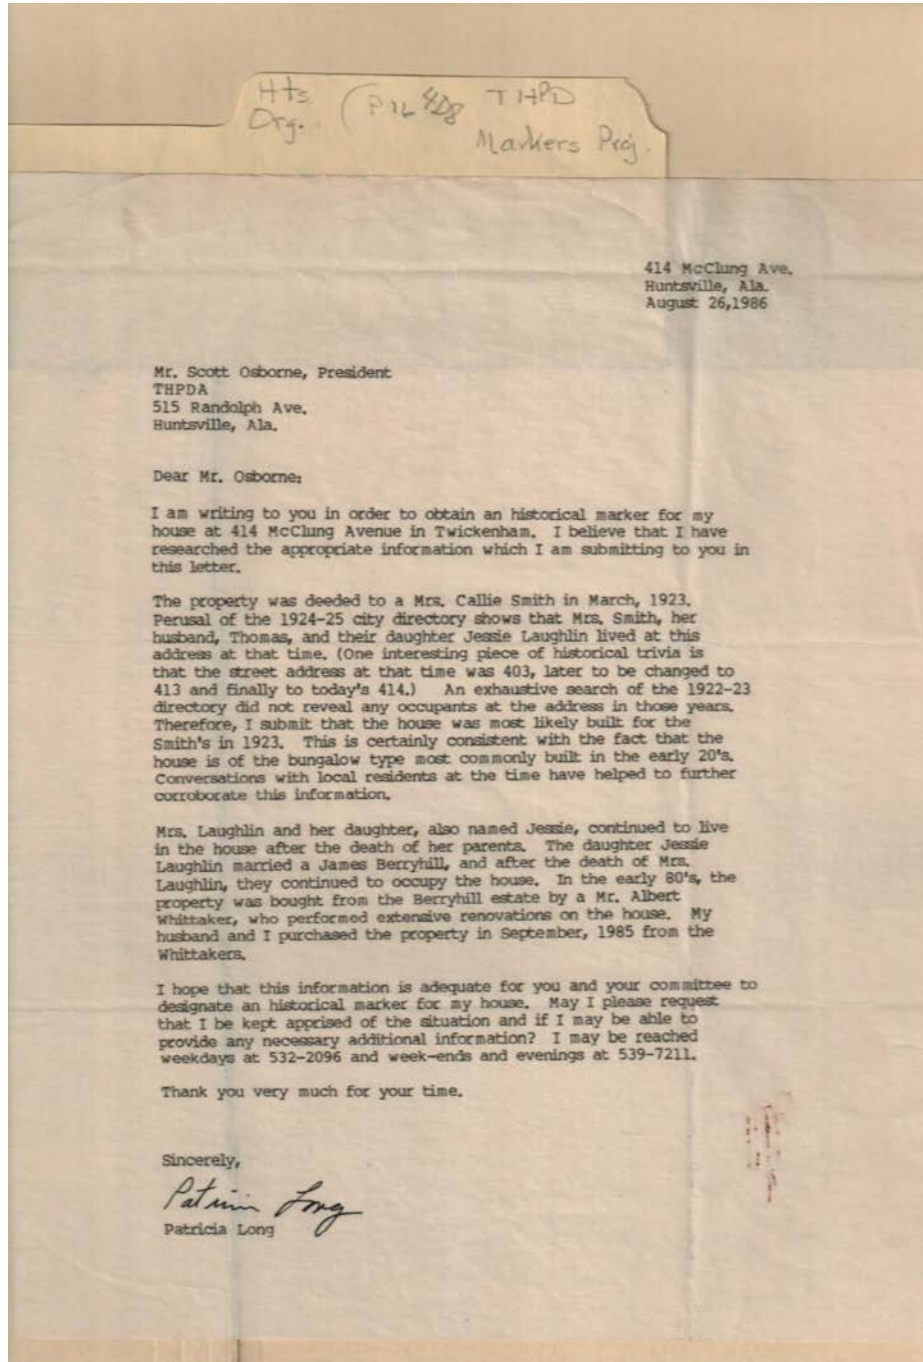 Hts. (PIL 408 THPD
Org. Markers Proj.
414 McClung Ave.
Huntsville, Ala.
August 26,1986
Mr. Scott Osborne, President
THPDA
515 Randolph Ave.
Huntsville, Ala.
Dear Mr. Osborne:
I am writing to you in order to obtain an historical marker for my
house at 414 McClung Avenue in Twickenham. I believe that I have
researched the appropriate information which I am submitting to you in
this letter.
The property was deeded to a Mrs. Callie Smith in March, 1923.
Perusal of the 1924-25 city directory shows that Mrs. Smith, her
husband, Thomas, and their daughter Jessie Laughlin lived at this
address at that time. (One interesting piece of historical trivia is
that the street address at that time was 403, later to be changed to
413 and finally to today's 414.) An exhaustive search of the 1922-23
directory did not reveal any occupants at the address in those years.
Therefore, I submit that the house was most likely built for the
Smith's in 1923. This is certainly consistent with the fact that the
house is of the bungalow type most commonly built in the early 20's.
Conversations with local residents at the time have helped to further
corroborate this information.
Mrs. Laughlin and her daughter, also named Jessie, continued to live
in the house after the death of her parents. The daughter Jessie
Laughlin married a James Berryhill, and after the death of Mrs.
Laughlin, they continued to occupy the house. In the early 80's, the
property was bought from the Berryhill estate by a Mr. Albert
Whittaker, who performed extensive renovations on the house. My
husband and I purchased the property in September, 1985 from the
Whittakers.
I hope that this information is adequate for you and your committee to
designate an historical marker for my house. May I please request
that I be kept apprised of the situation and if I may be able to
provide any necessary additional information? I may be reached
weekdays at 532-2096 and week-ends and evenings at 539-7211.
Thank you very much for your time.
Sincerely,
Patricia Long
Patricia Long